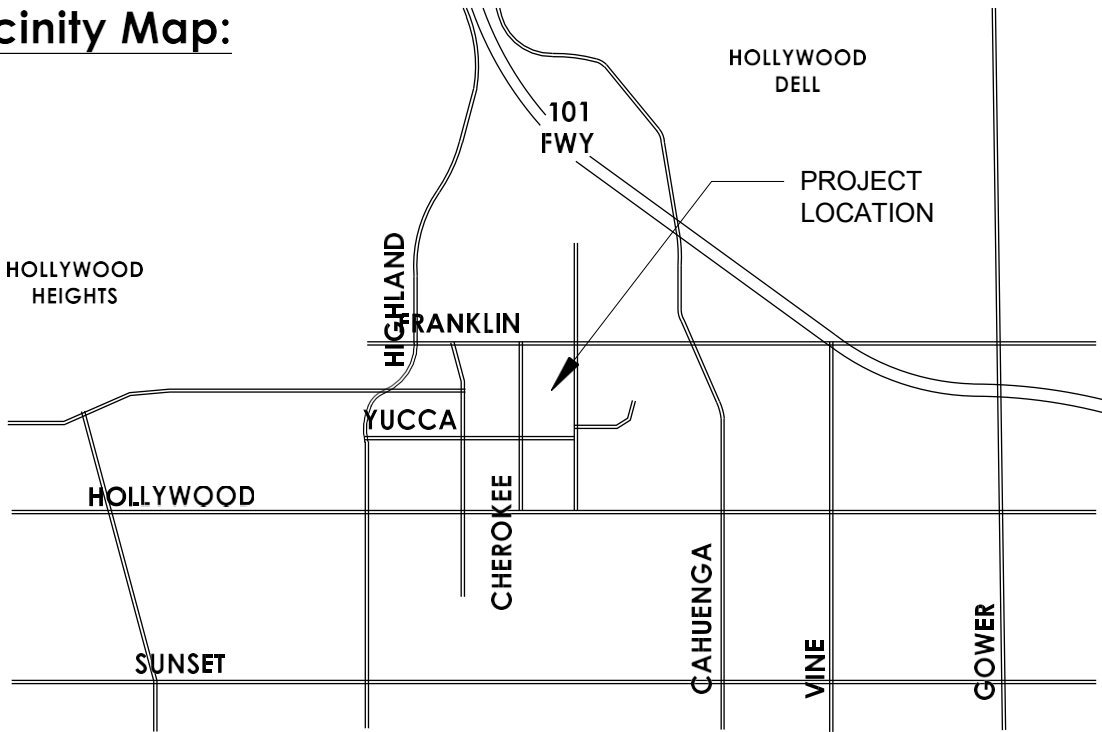 cinity Map:
HOLLYWOOD
DELL
101
FWY
PROJECT
LOCATION
HOLLYWOOD
HEIGHTS
HIGHLAND
FRANKLIN
YUCCA
HOLLYWOOD
CHEROKEE
CAHUENGA
VINE
GOWER
SUNSET